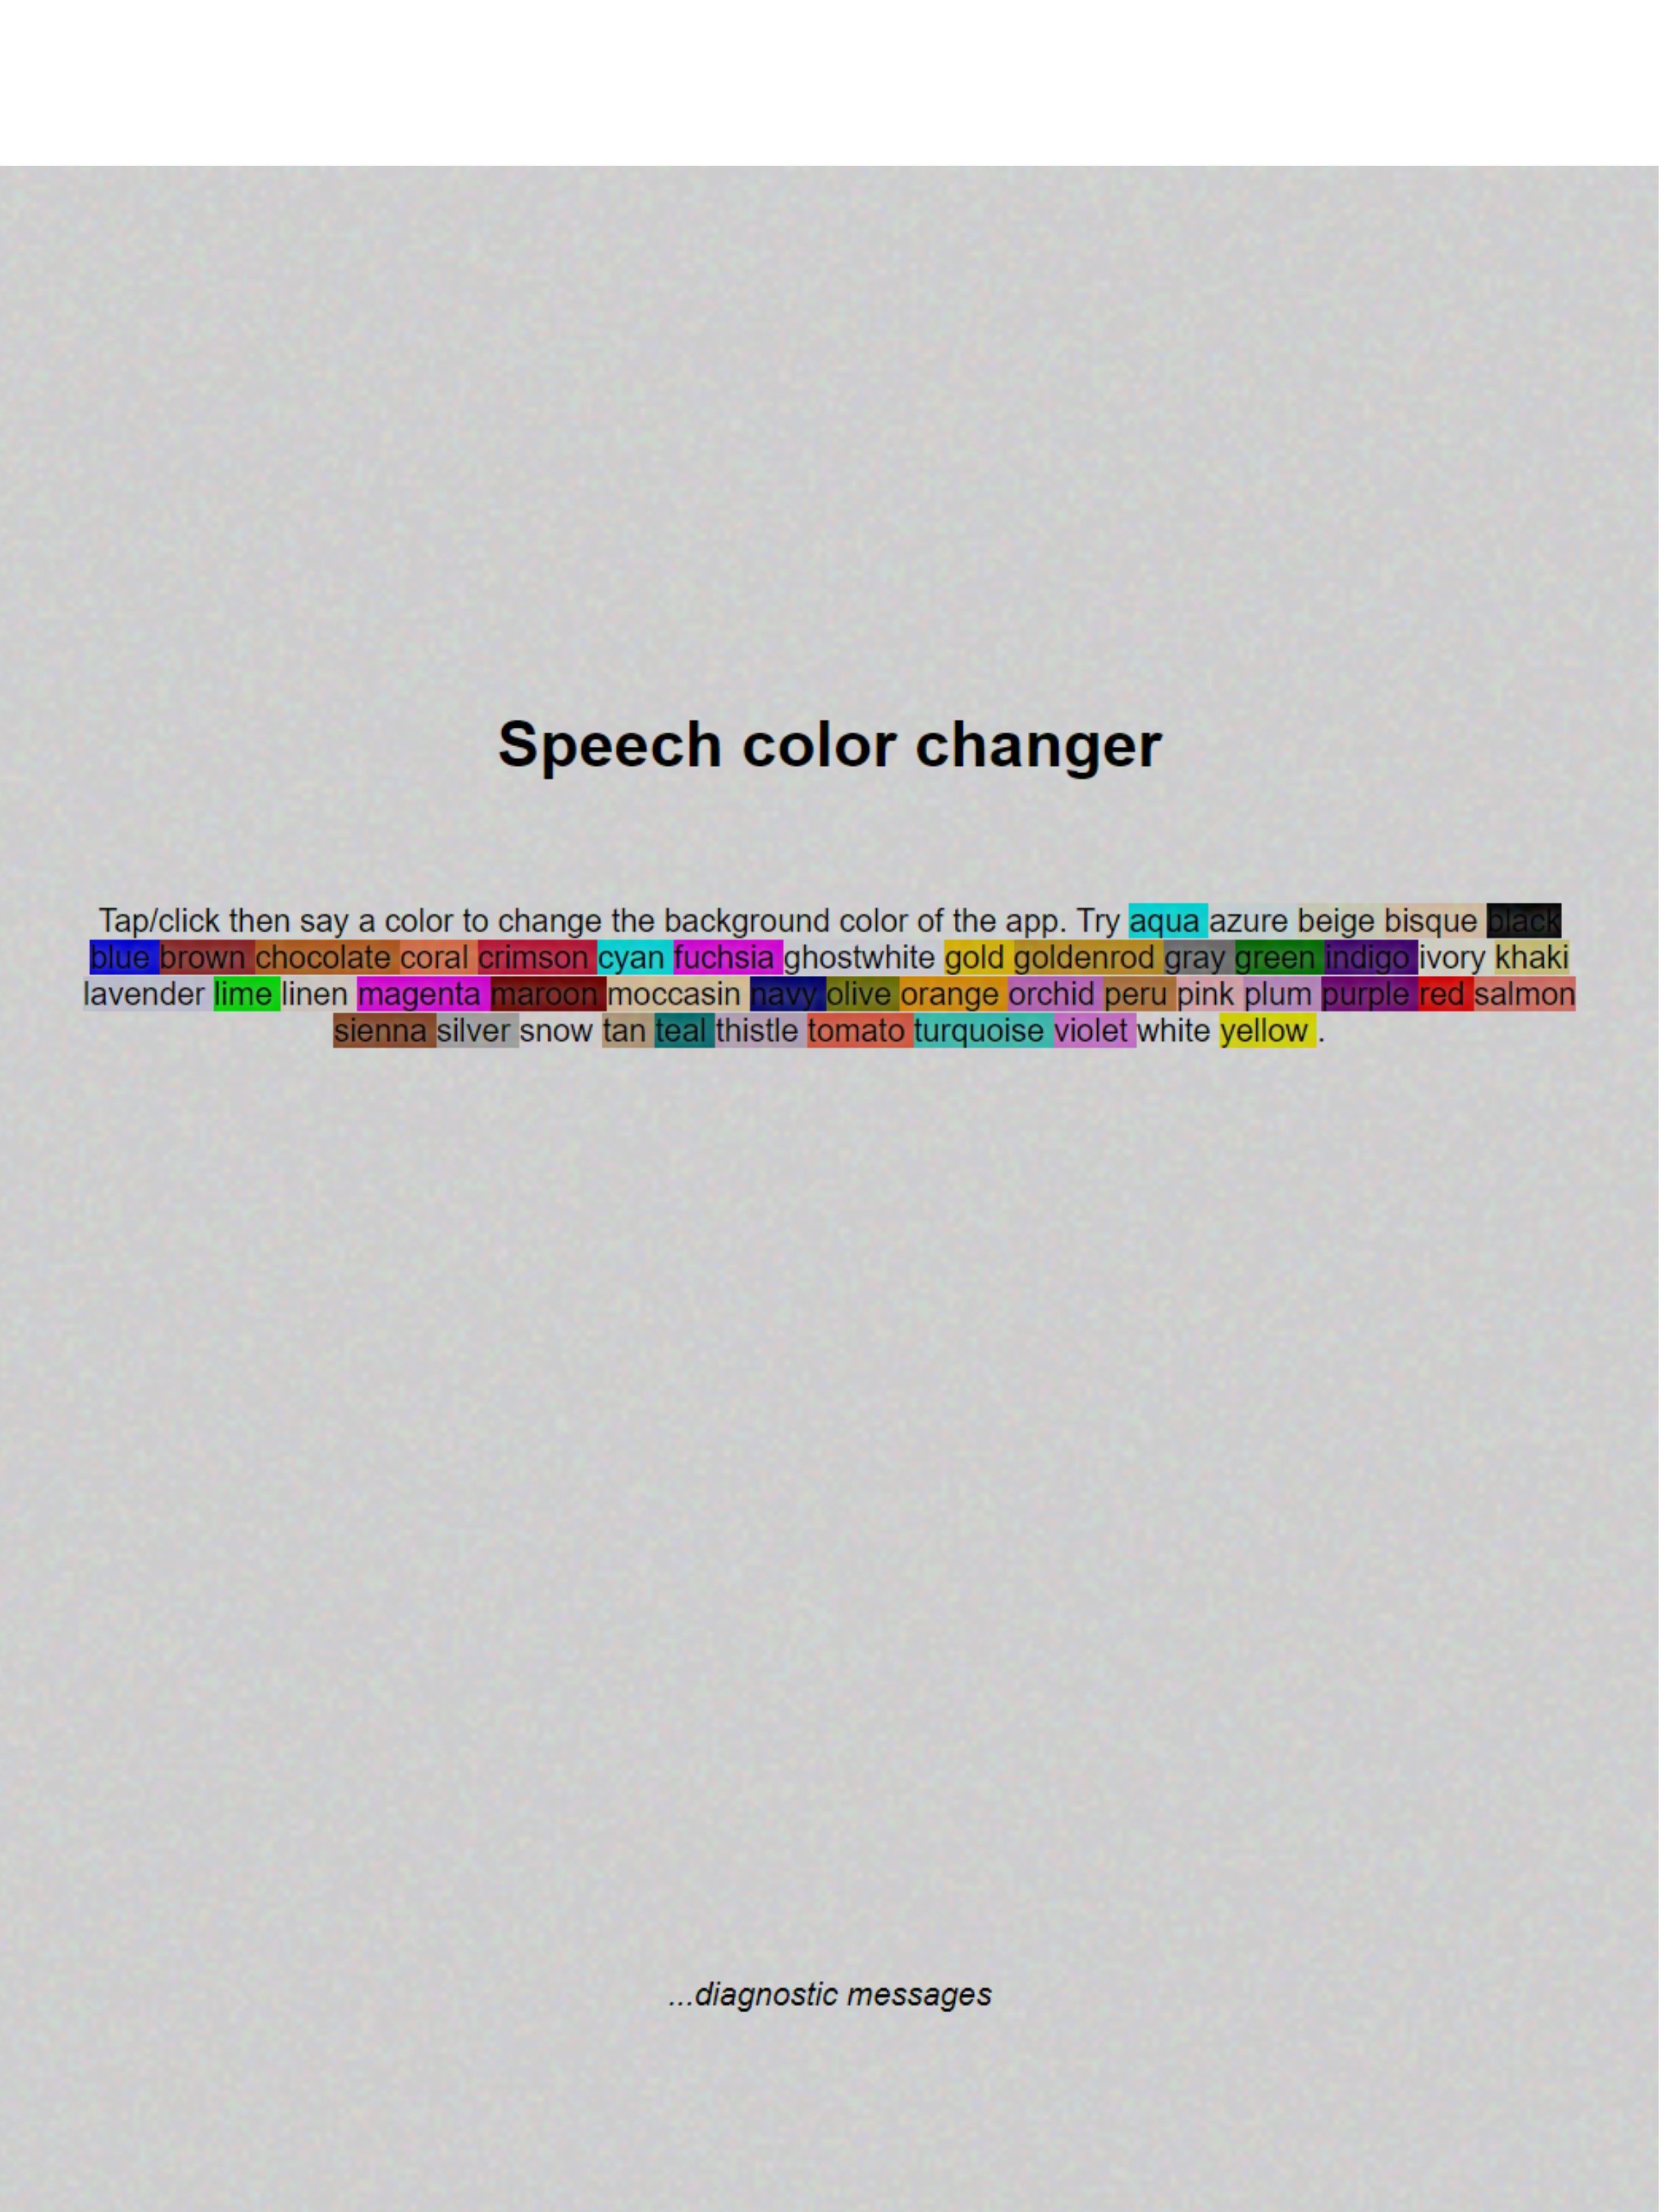 Speech color changer
Tap/click then say a color to change the background color of the app. Try aqua azure beige bisque black
blue brown chocolate coral crimson cyan fuchsia ghostwhite gold goldenrod gray green indigo ivory khaki
lavender lime linen magenta maroon moccasin navy olive orange orchid peru pink plum purple red salmon
sienna silver snow tan teal thistle tomato turquoise violet white yellow .
...diagnostic messages